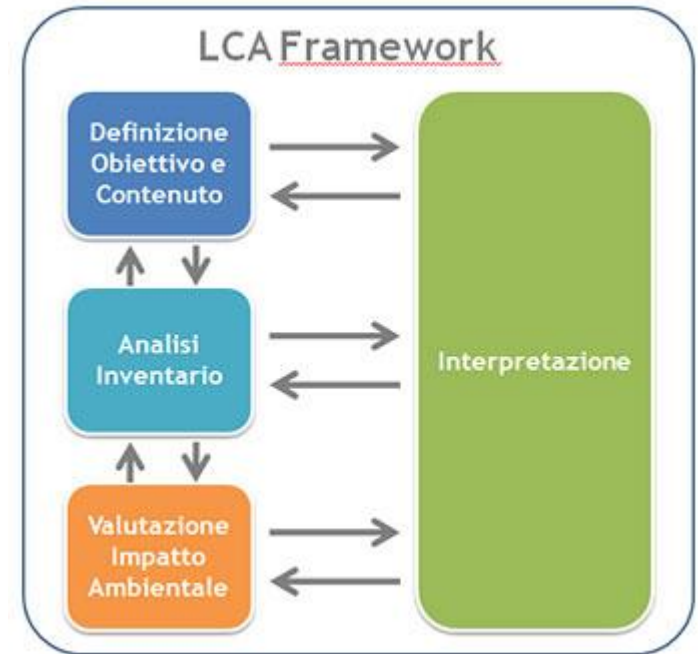 LCA Framework
Definizione
Obiettivo e
Contenuto
Analisi
Inventario
Interpretazione
Valutazione
Impatto
Ambientale